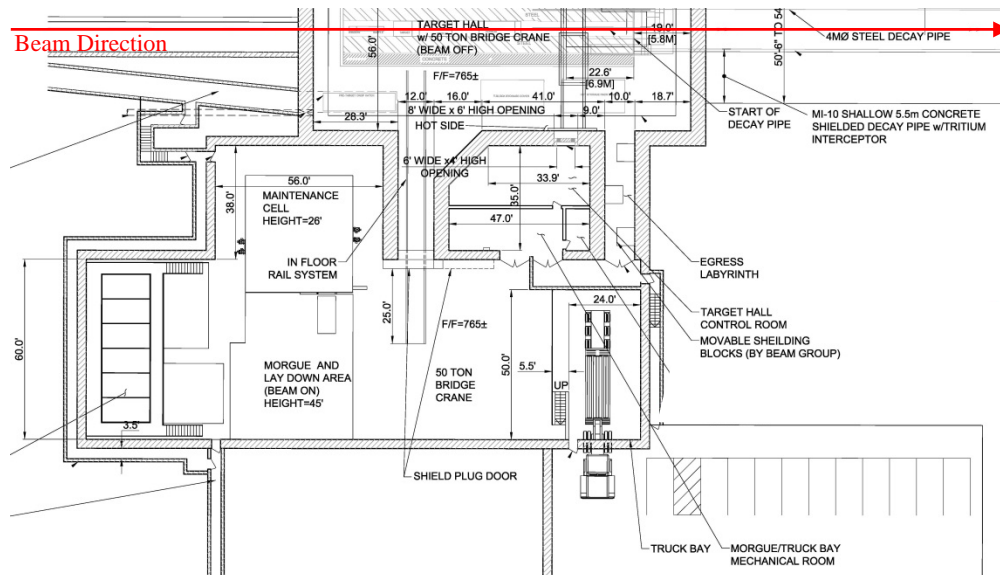 TARGET HALL
w/ 50 TON BRIDGE CRANE
(BEAM OFF)
STEEL
STEEL
CONCRETE
19.0'
[5.8M]
4MØ STEEL DECAY PIPE
Beam Direction
56.0'
50'-6" TO 54
F/F=765±
22.6'
[6.9M]
12.0'
16.0'
41.0'
10.0'
18.7'
8' WIDE x 6' HIGH OPENING
9.0'
START OF
DECAY PIPE
MI-10 SHALLOW 5.5m CONCRETE
SHIELDED DECAY PIPE w/TRITIUM
INTERCEPTOR
28.3'
HOT SIDE
6' WIDE x4' HIGH
OPENING
33.9'
35.0'
56.0'
38.0'
MAINTENANCE
CELL
HEIGHT=26'
47.0'
IN FLOOR
RAIL SYSTEM
EGRESS
LABYRINTH
25.0'
F/F=765±
24.0'
TARGET HALL
CONTROL ROOM
MOVABLE SHEILDING
BLOCKS (BY BEAM GROUP)
60.0'
50.0'
MORGUE AND
LAY DOWN AREA
(BEAM ON)
HEIGHT=45'
50 TON
BRIDGE
CRANE
5.5'
UP
3.5'
SHIELD PLUG DOOR
TRUCK BAY
MORGUE/TRUCK BAY
MECHANICAL ROOM